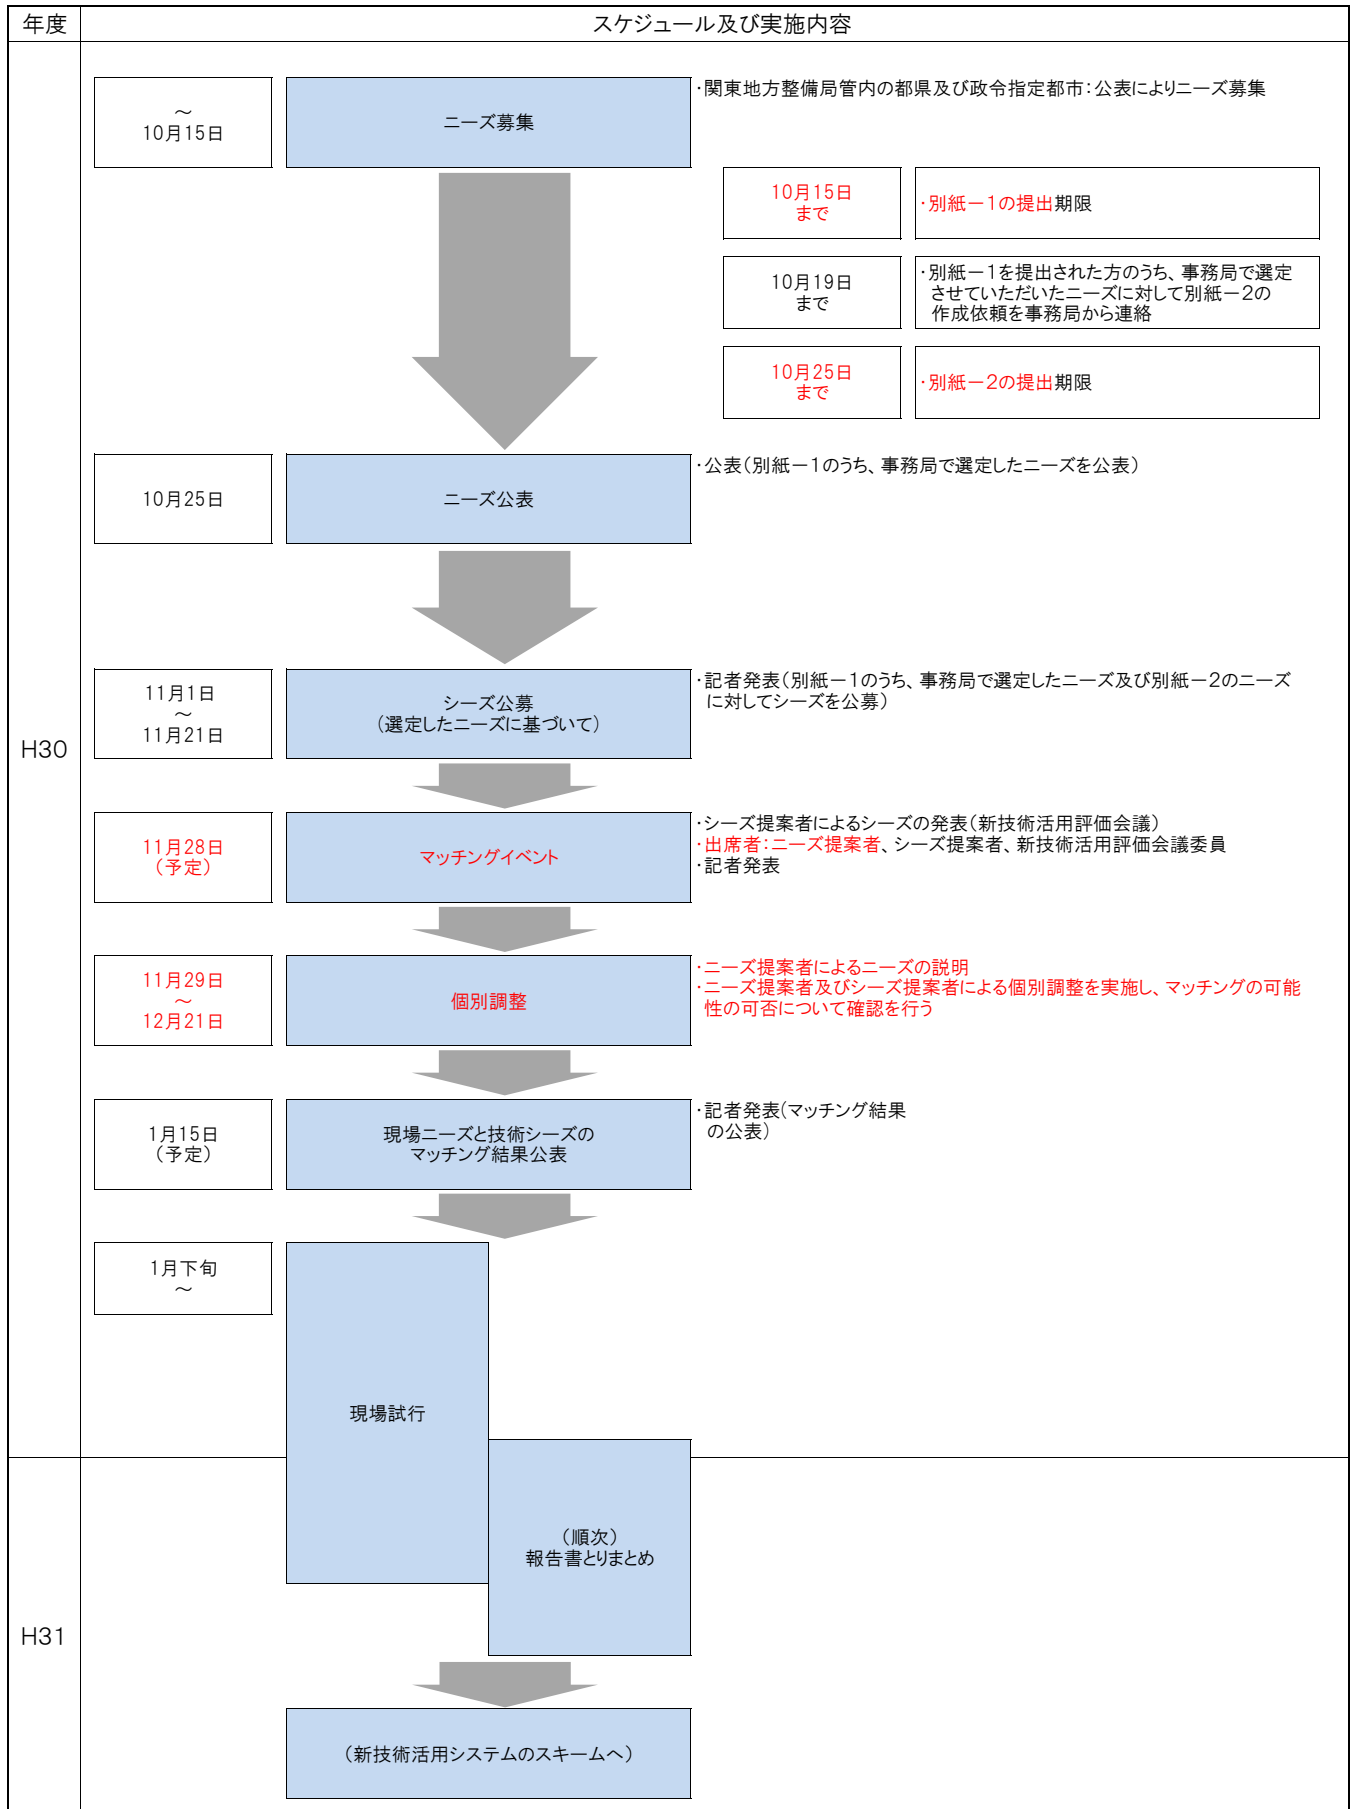 年度
スケジュール及び実施内容
H30
～
10月15日
ニーズ募集
・関東地方整備局管内の都県及び政令指定都市：公表によりニーズ募集
10月15日
まで
・別紙－1の提出期限
10月19日
まで
・別紙－1を提出された方のうち、事務局で選定
させていただいたニーズに対して別紙－2の
作成依頼を事務局から連絡
10月25日
まで
・別紙－2の提出期限
10月25日
ニーズ公表
・公表（別紙－1のうち、事務局で選定したニーズを公表）
11月1日
～
11月21日
シーズ公募
（選定したニーズに基づいて）
・記者発表（別紙－1のうち、事務局で選定したニーズ及び別紙－2のニーズ
に対してシーズを公募）
11月28日
（予定）
マッチングイベント
・シーズ提案者によるシーズの発表（新技術活用評価会議）
・出席者：ニーズ提案者、シーズ提案者、新技術活用評価会議委員
・記者発表
11月29日
～
12月21日
個別調整
・ニーズ提案者によるニーズの説明
・ニーズ提案者及びシーズ提案者による個別調整を実施し、マッチングの可能
性の可否について確認を行う
1月15日
（予定）
現場ニーズと技術シーズの
マッチング結果公表
・記者発表（マッチング結果
の公表）
1月下旬
～
現場試行
（順次）
報告書とりまとめ
H31
（新技術活用システムのスキームへ）